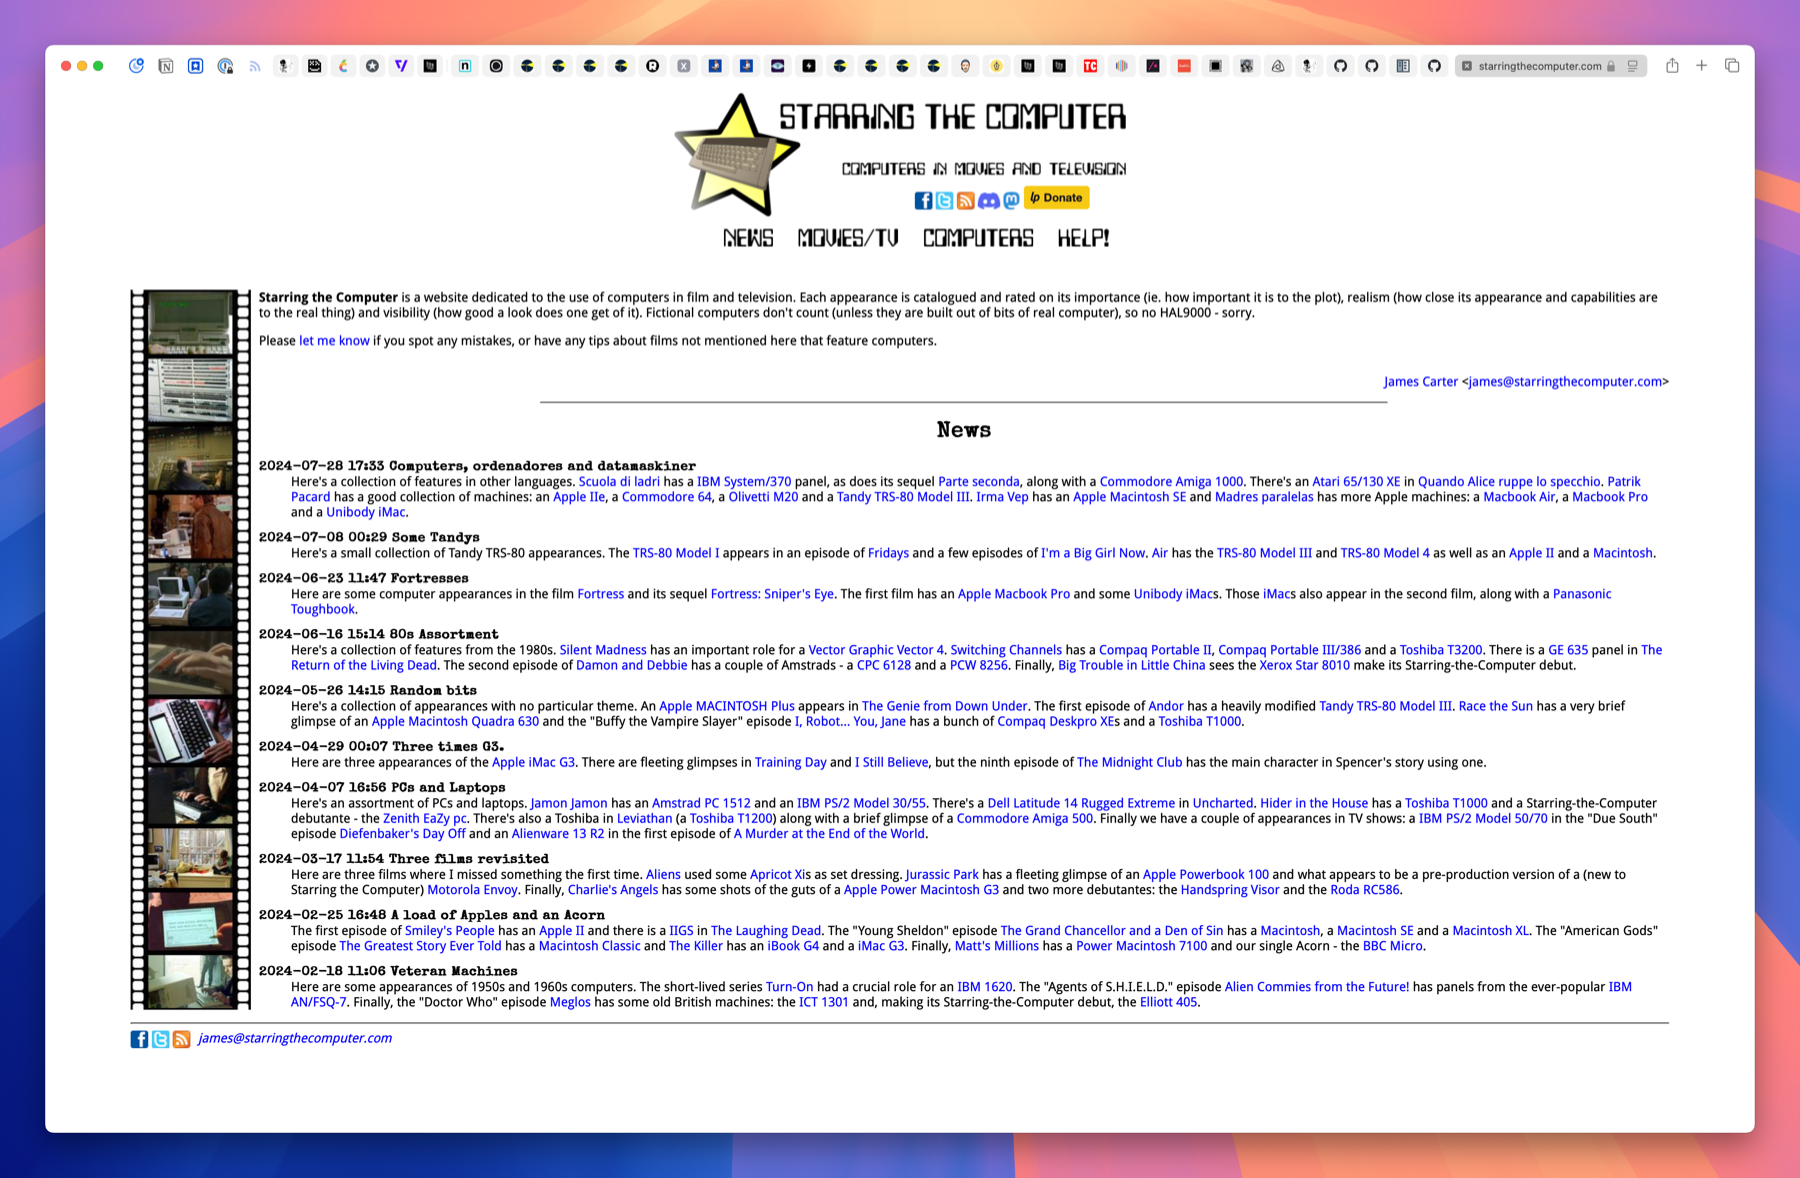 starringthecomputer.com
STARRING THE COMPUTER
COMPUTERS IN MOVIES AND TELEVISION
lp Donate
NEWS MOVIES/TV COMPUTERS HELP!
Starring the Computer is a website dedicated to the use of computers in film and television. Each appearance is catalogued and rated on its importance (ie. how important it is to the plot), realism (how close its appearance and capabilities are
to the real thing) and visibility (how good a look does one get of it). Fictional computers don't count (unless they are built out of bits of real computer), so no HAL9000 - sorry.
Please let me know if you spot any mistakes, or have any tips about films not mentioned here that feature computers.
James Carter <james@starringthecomputer.com>
News
2024-07-28 17:33 Computers, ordenadores and datamaskiner
Here's a collection of features in other languages. Scuola di ladri has a IBM System/370 panel, as does its sequel Parte seconda, along with a Commodore Amiga 1000. There's an Atari 65/130 XE in Quando Alice ruppe lo specchio. Patrik
Pacard has a good collection of machines: an Apple IIe, a Commodore 64, a Olivetti M20 and a Tandy TRS-80 Model III. Irma Vep has an Apple Macintosh SE and Madres paralelas has more Apple machines: a Macbook Air, a Macbook Pro
and a Unibody iMac.
2024-07-08 00:29 Some Tandys
Here's a small collection of Tandy TRS-80 appearances. The TRS-80 Model I appears in an episode of Fridays and a few episodes of I'm a Big Girl Now. Air has the TRS-80 Model III and TRS-80 Model 4 as well as an Apple II and a Macintosh.
2024-06-23 11:47 Fortresses
Here are some computer appearances in the film Fortress and its sequel Fortress: Sniper's Eye. The first film has an Apple Macbook Pro and some Unibody iMacs. Those iMacs also appear in the second film, along with a Panasonic
Toughbook.
2024-06-16 15:14 80s Assortment
Here's a collection of features from the 1980s. Silent Madness has an important role for a Vector Graphic Vector 4. Switching Channels has a Compaq Portable II, Compaq Portable III/386 and a Toshiba T3200. There is a GE 635 panel in The
Return of the Living Dead. The second episode of Damon and Debbie has a couple of Amstrads - a CPC 6128 and a PCW 8256. Finally, Big Trouble in Little China sees the Xerox Star 8010 make its Starring-the-Computer debut.
2024-05-26 14:15 Random bits
Here's a collection of appearances with no particular theme. An Apple MACINTOSH Plus appears in The Genie from Down Under. The first episode of Andor has a heavily modified Tandy TRS-80 Model III. Race the Sun has a very brief
glimpse of an Apple Macintosh Quadra 630 and the "Buffy the Vampire Slayer" episode I, Robot... You, Jane has a bunch of Compaq Deskpro XEs and a Toshiba T1000.
2024-04-29 00:07 Three times G3.
Here are three appearances of the Apple iMac G3. There are fleeting glimpses in Training Day and I Still Believe, but the ninth episode of The Midnight Club has the main character in Spencer's story using one.
2024-04-07 16:56 PCs and Laptops
Here's an assortment of PCs and laptops. Jamon Jamon has an Amstrad PC 1512 and an IBM PS/2 Model 30/55. There's a Dell Latitude 14 Rugged Extreme in Uncharted. Hider in the House has a Toshiba T1000 and a Starring-the-Computer
debutante - the Zenith EaZy pc. There's also a Toshiba in Leviathan (a Toshiba T1200) along with a brief glimpse of a Commodore Amiga 500. Finally we have a couple of appearances in TV shows: a IBM PS/2 Model 50/70 in the "Due South"
episode Diefenbaker's Day Off and an Alienware 13 R2 in the first episode of A Murder at the End of the World.
2024-03-17 11:54 Three films revisited
Here are three films where I missed something the first time. Aliens used some Apricot Xis as set dressing. Jurassic Park has a fleeting glimpse of an Apple Powerbook 100 and what appears to be a pre-production version of a (new to
Starring the Computer) Motorola Envoy. Finally, Charlie's Angels has some shots of the guts of a Apple Power Macintosh G3 and two more debutantes: the Handspring Visor and the Roda RC586.
2024-02-25 16:48 A load of Apples and an Acorn
The first episode of Smiley's People has an Apple II and there is a IIGS in The Laughing Dead. The "Young Sheldon" episode The Grand Chancellor and a Den of Sin has a Macintosh, a Macintosh SE and a Macintosh XL. The "American Gods"
episode The Greatest Story Ever Told has a Macintosh Classic and The Killer has an iBook G4 and a iMac G3. Finally, Matt's Millions has a Power Macintosh 7100 and our single Acorn - the BBC Micro.
2024-02-18 11:06 Veteran Machines
Here are some appearances of 1950s and 1960s computers. The short-lived series Turn-On had a crucial role for an IBM 1620. The "Agents of S.H.I.E.L.D." episode Alien Commies from the Future! has panels from the ever-popular IBM
AN/FSQ-7. Finally, the "Doctor Who" episode Meglos has some old British machines: the ICT 1301 and, making its Starring-the-Computer debut, the Elliott 405.
james@starringthecomputer.com